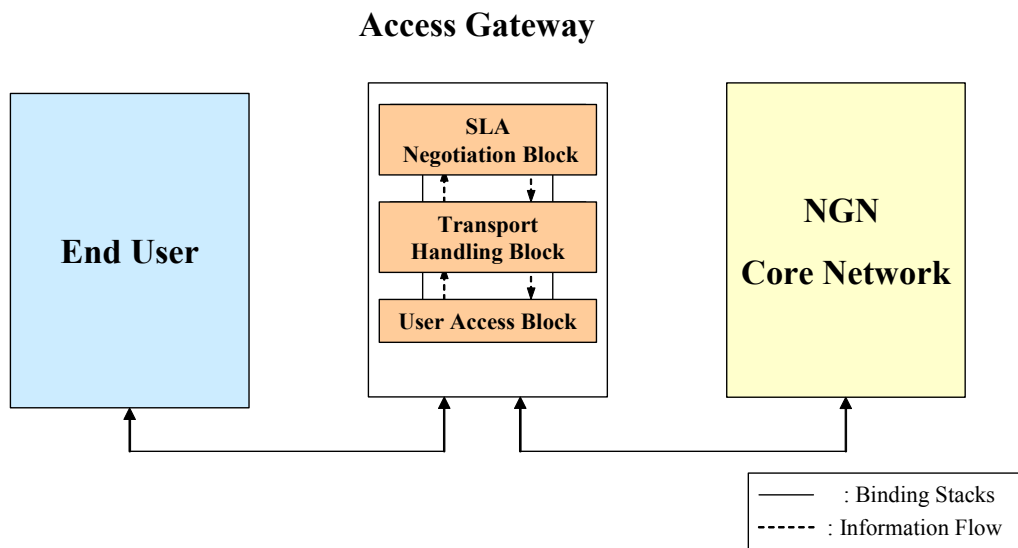 Access Gateway
End User
SLA
Negotiation Block
Transport
Handling Block
User Access Block
NGN
Core Network
: Binding Stacks
: Information Flow